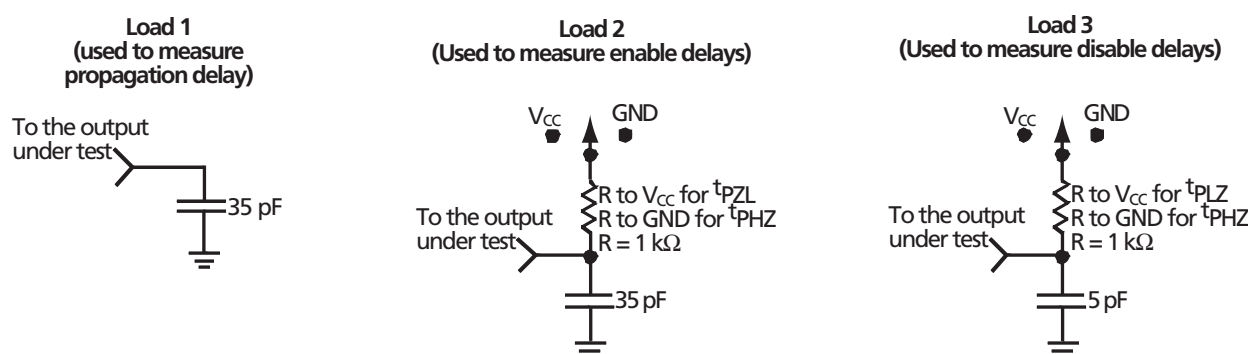 Load 1
(used to measure
propagation delay)
To the output
under test
35 pF
Load 2
(Used to measure enable delays)
VCC
GND
R to VCC for tPZL
R to GND for tPHZ
R = 1 kΩ
To the output
under test
35 pF
Load 3
(Used to measure disable delays)
VCC
GND
R to VCC for tPLZ
R to GND for tPHZ
R = 1 kΩ
To the output
under test
5 pF